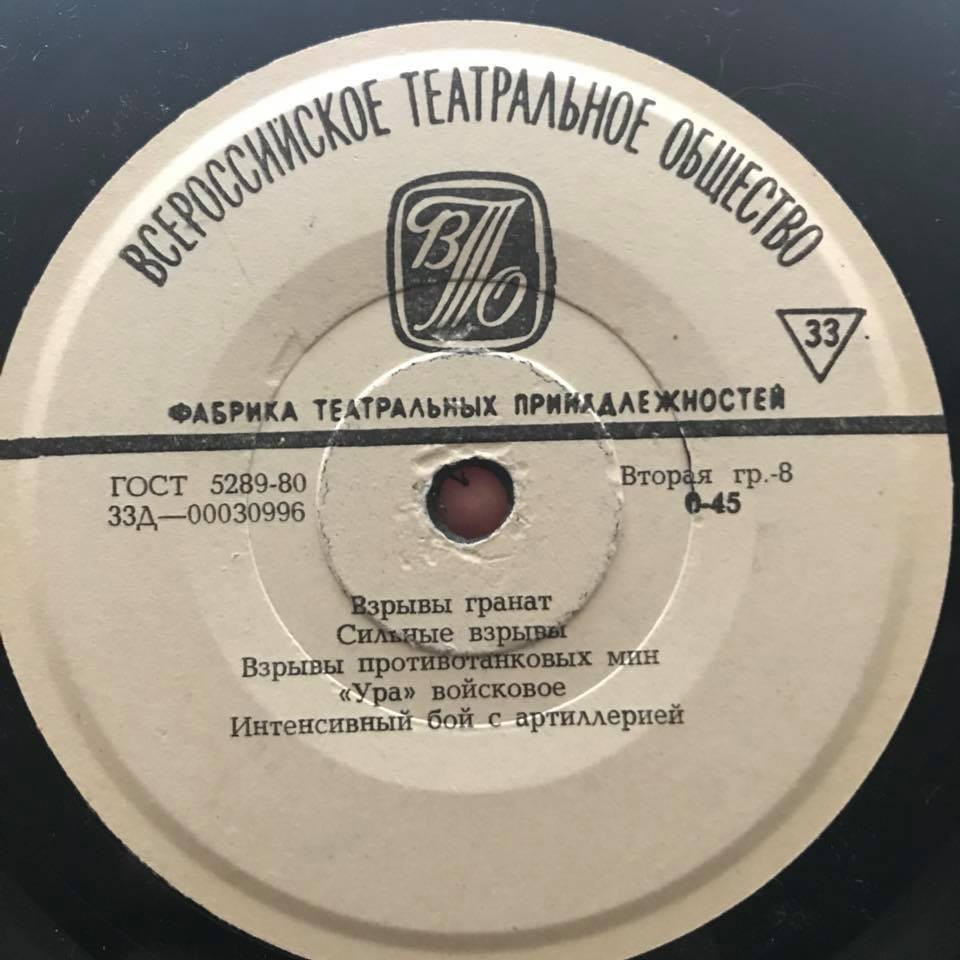 ВСЕРОССИЙСКОЕ ТЕАТРАЛЬНОЕ ОБЩЕСТВО
ВТО
33
ФАБРИКА ТЕАТРАЛЬНЫХ ПРИНАДЛЕЖНОСТЕЙ
ГОСТ 5289-80
33Д—00030996
Вторая гр.-8
0-45
Взрывы гранат
Сильные взрывы
Взрывы противотанковых мин
«Ура» войсковое
Интенсивный бой с артиллерией